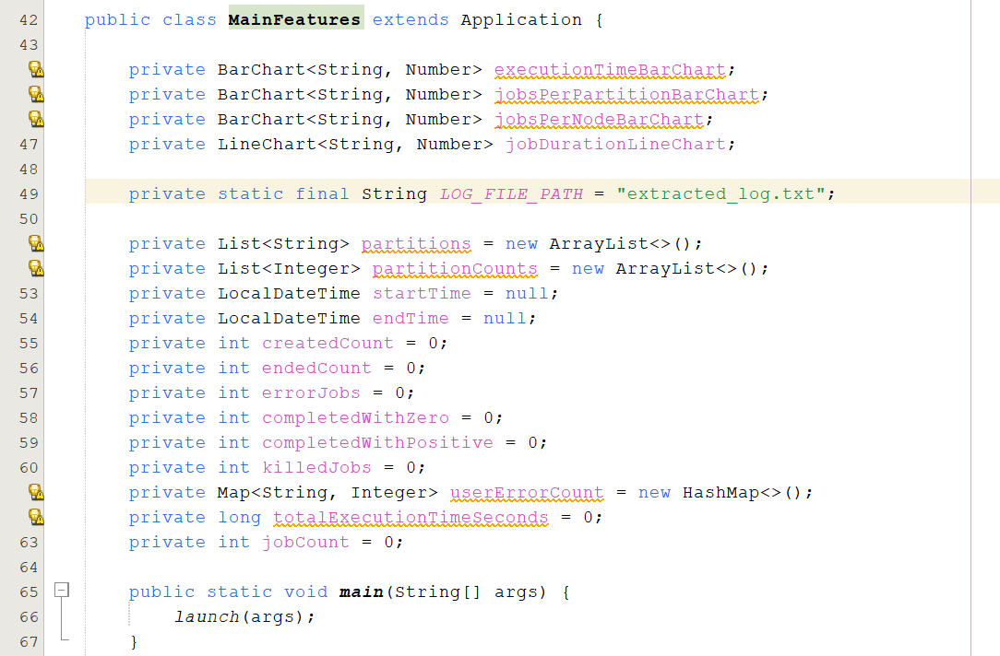 42 public class MainFeatures extends Application {
43
private BarChart<String, Number> executionTimeBarChart;
private BarChart<String, Number> jobsPerPartitionBarChart;
private BarChart<String, Number> jobsPerNodeBarChart;
47 private LineChart<String, Number> jobDurationLineChart;
48
49 private static final String LOG_FILE_PATH = "extracted_log.txt";
50
private List<String> partitions = new ArrayList<>();
private List<Integer> partitionCounts = new ArrayList<>();
53 private LocalDateTime startTime = null;
54 private LocalDateTime endTime = null;
55 private int createdCount = 0;
56 private int endedCount = 0;
57 private int errorJobs = 0;
58 private int completedWithZero = 0;
59 private int completedWithPositive = 0;
60 private int killedJobs = 0;
private Map<String, Integer> userErrorCount = new HashMap<>();
private long totalExecutionTimeSeconds = 0;
63 private int jobCount = 0;
64
65 public static void main(String[] args) {
66 launch(args);
67 }